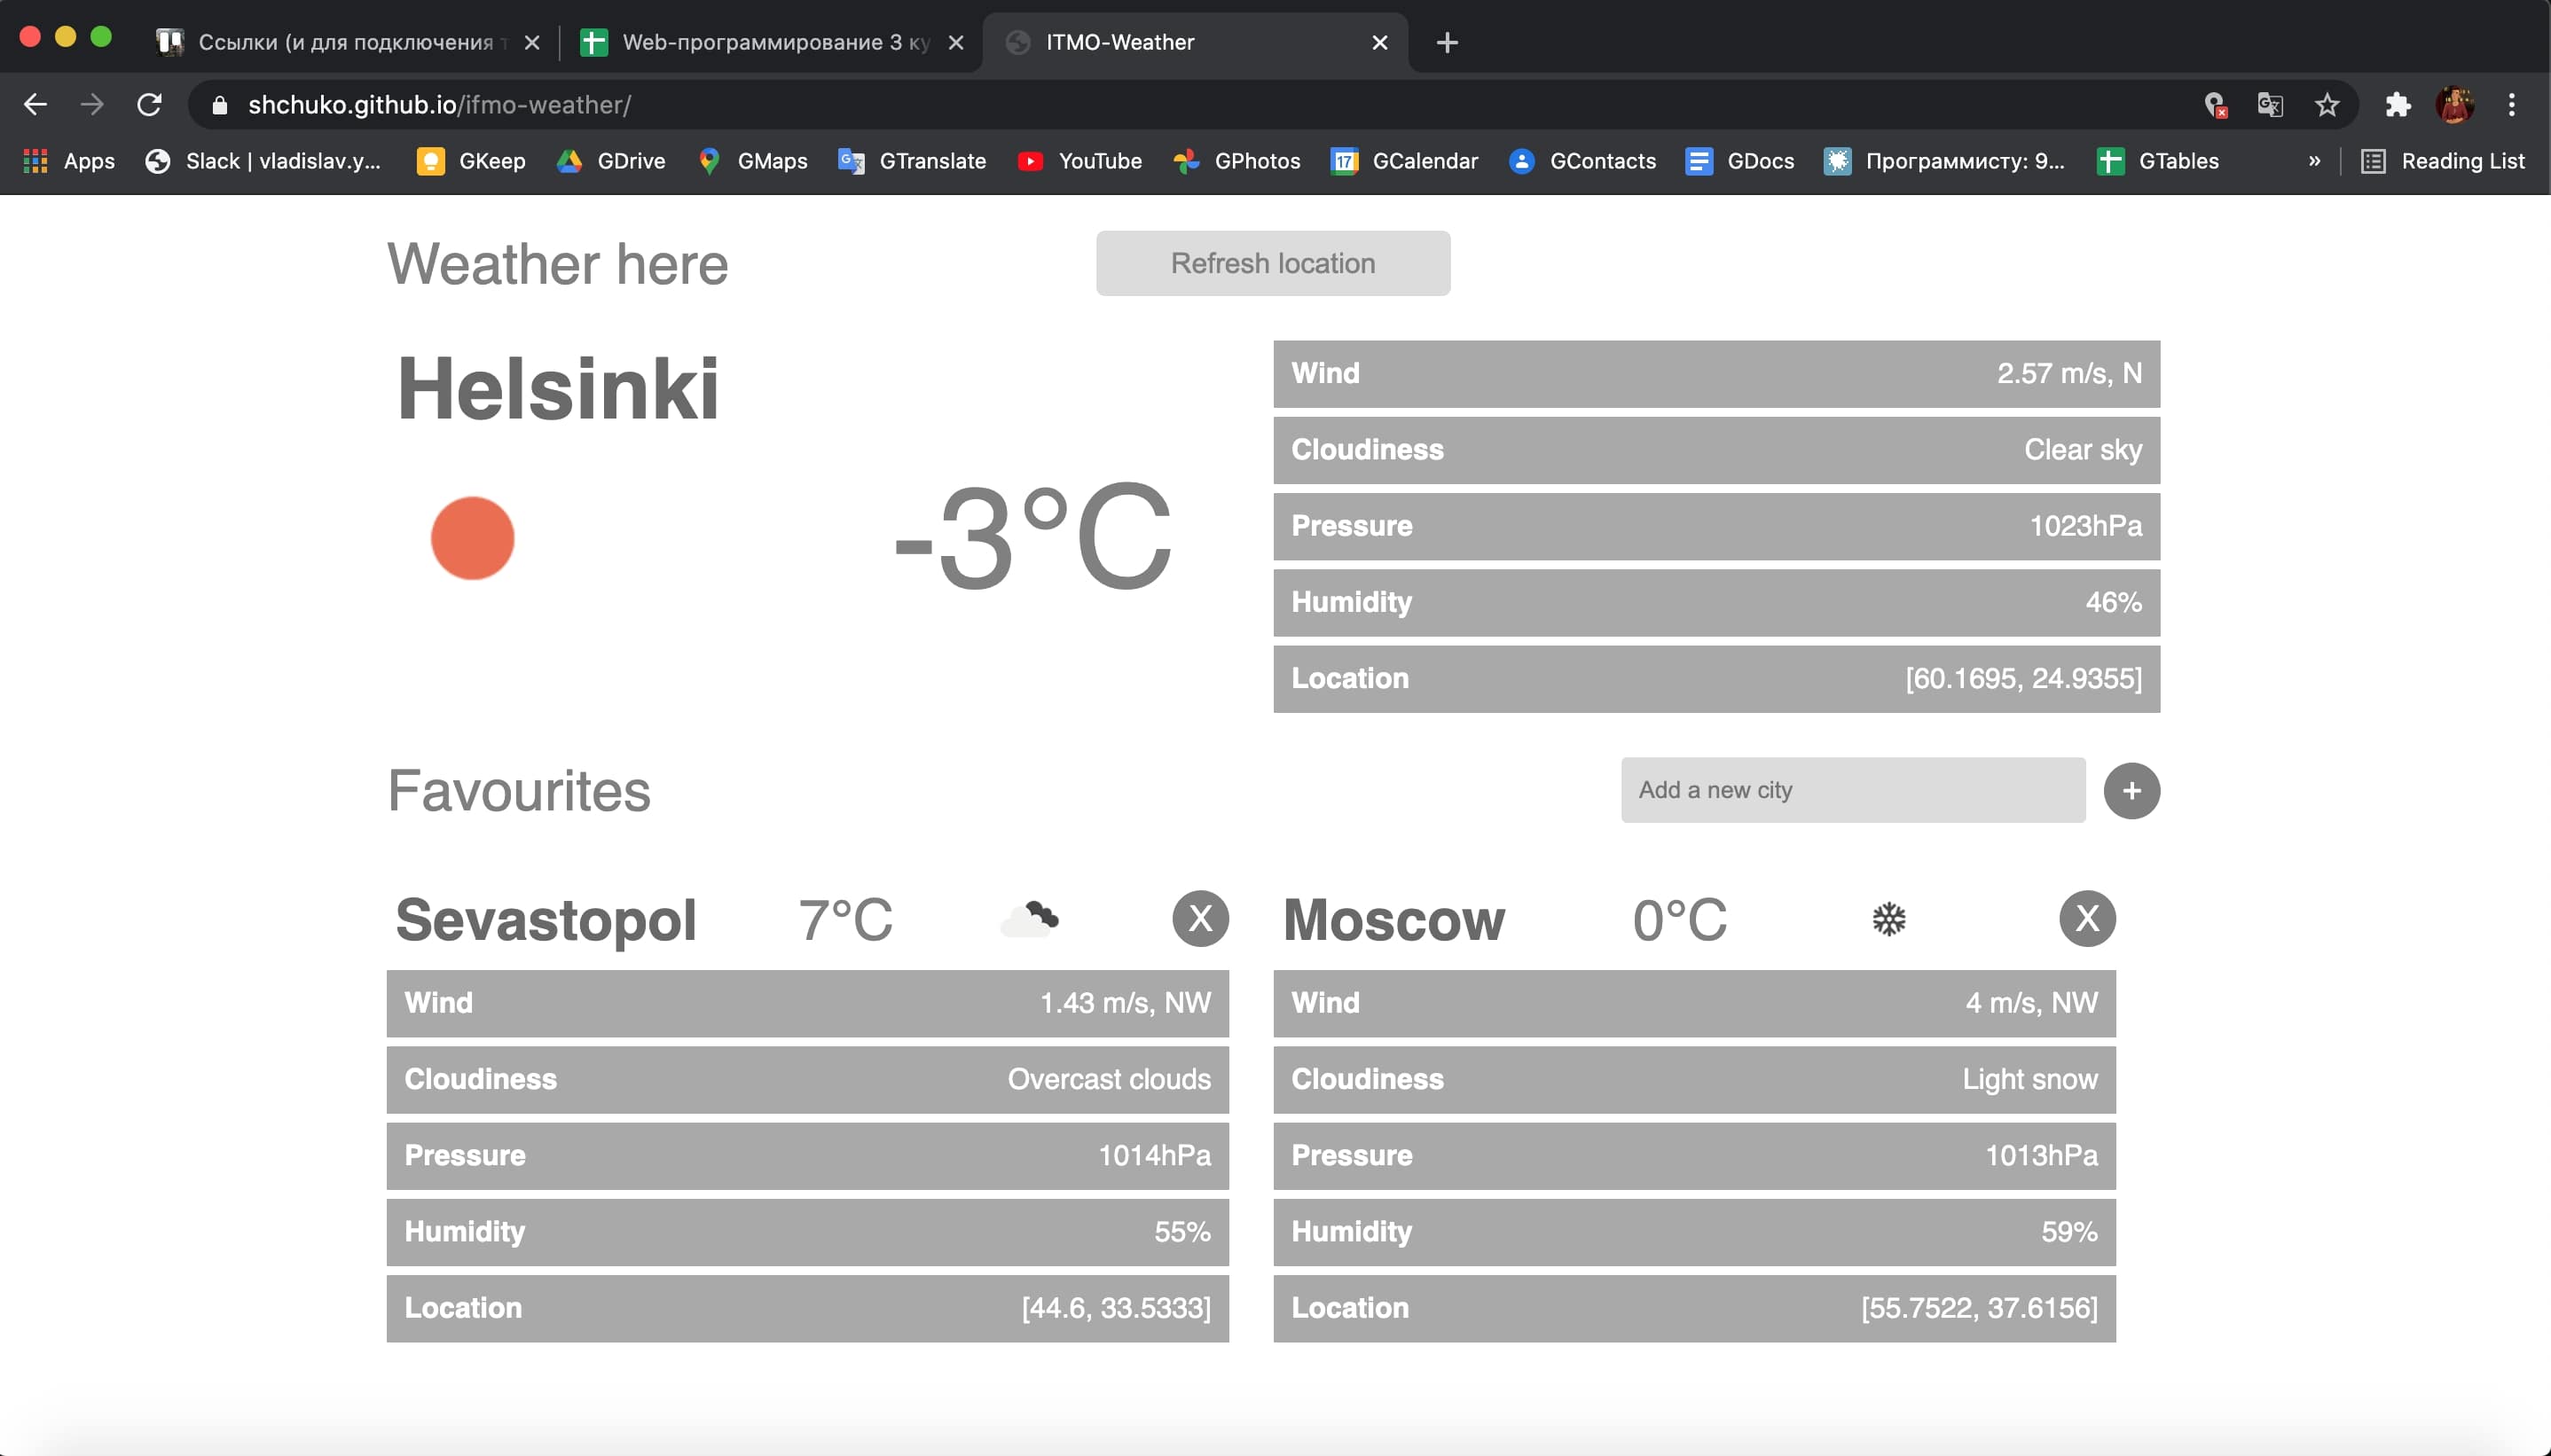 Ссылки (и для подключения т
Web-программирование 3 ку
ITMO-Weather
shchuko.github.io/ifmo-weather/
Apps
Slack | vladislav.y...
GKeep
GDrive
GMaps
GTranslate
YouTube
GPhotos
17
GCalendar
GContacts
GDocs
Программисту: 9...
GTables
»
Reading List
Weather here
Refresh location
Helsinki
-3°C
Wind 2.57 m/s, N
Cloudiness Clear sky
Pressure 1023hPa
Humidity 46%
Location [60.1695, 24.9355]
Favourites
Add a new city
+
Sevastopol 7°C X
Wind 1.43 m/s, NW
Cloudiness Overcast clouds
Pressure 1014hPa
Humidity 55%
Location [44.6, 33.5333]
Moscow 0°C X
Wind 4 m/s, NW
Cloudiness Light snow
Pressure 1013hPa
Humidity 59%
Location [55.7522, 37.6156]